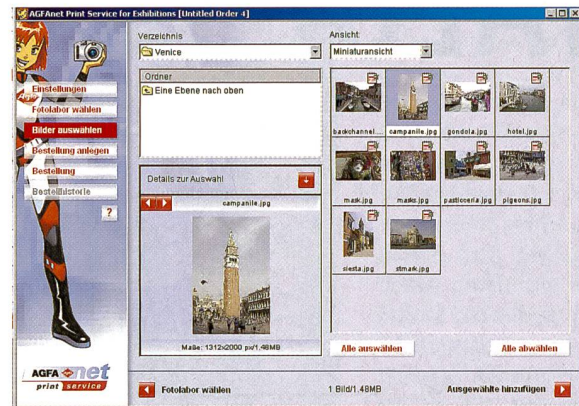 AGFAnet Print Service for Exhibitions [Untitled Order 4]
Verzeichnis
Venice
Ansicht:
Miniaturansicht
Ordner
Eine Ebene nach oben
Einstellungen
Fotolabor wählen
Bilder auswählen
Bestellung anlegen
Bestellung
Bestellhistorie
?
Details zur Auswahl
campanile.jpg
Maße: 1312x2000 px/1,48MB
backchannel...
campanile.jpg
gondola.jpg
hotel.jpg
mask.jpg
masks.jpg
pasticceria.jpg
pigeons.jpg
siesta.jpg
stmark.jpg
Alle auswählen
Alle abwählen
AGFA net
print service
Fotolabor wählen
1 Bild/1.48MB
Ausgewählte hinzufügen